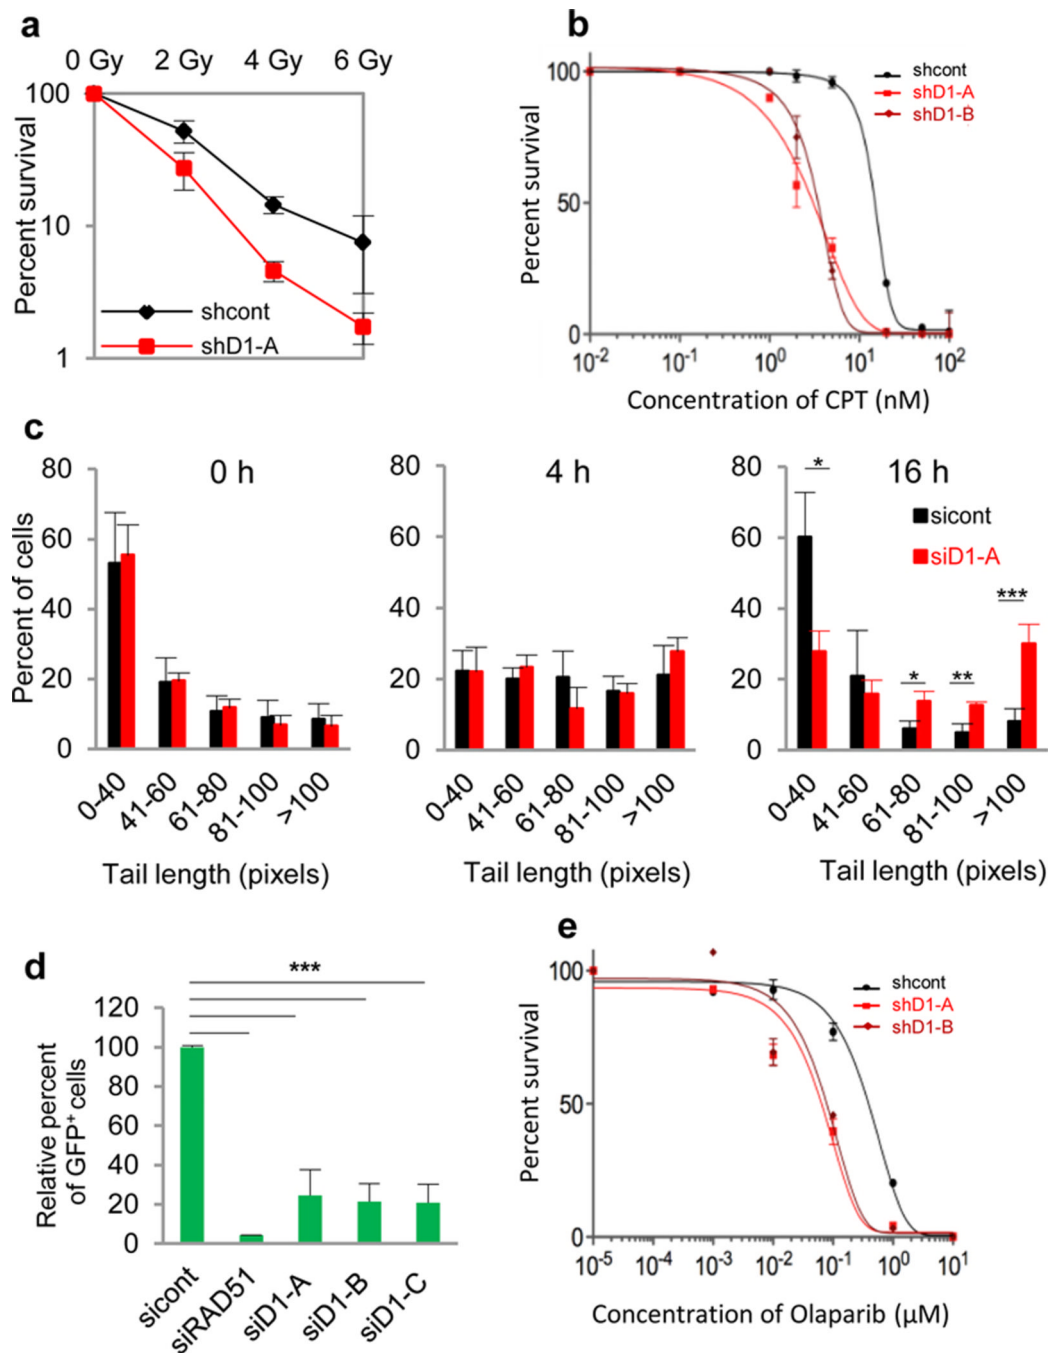 a
0 Gy 2 Gy 4 Gy 6 Gy
100
10
1
Percent survival
shcont
shD1-A
b
100
50
0
Percent survival
shcont
shD1-A
shD1-B
10-2 10-1 100 101 102
Concentration of CPT (nM)
c
0 h
80
60
40
20
0
Percent of cells
0-40 41-60 61-80 81-100 >100
Tail length (pixels)
4 h
80
60
40
20
0
0-40 41-60 61-80 81-100 >100
Tail length (pixels)
16 h
80
60
40
20
0
*
*
**
***
sicont
siD1-A
0-40 41-60 61-80 81-100 >100
Tail length (pixels)
d
***
120
100
80
60
40
20
0
Relative percent
of GFP+ cells
sicont siRAD51 siD1-A siD1-B siD1-C
e
100
50
0
Percent survival
shcont
shD1-A
shD1-B
10-5 10-4 10-3 10-2 10-1 100 101
Concentration of Olaparib (µM)